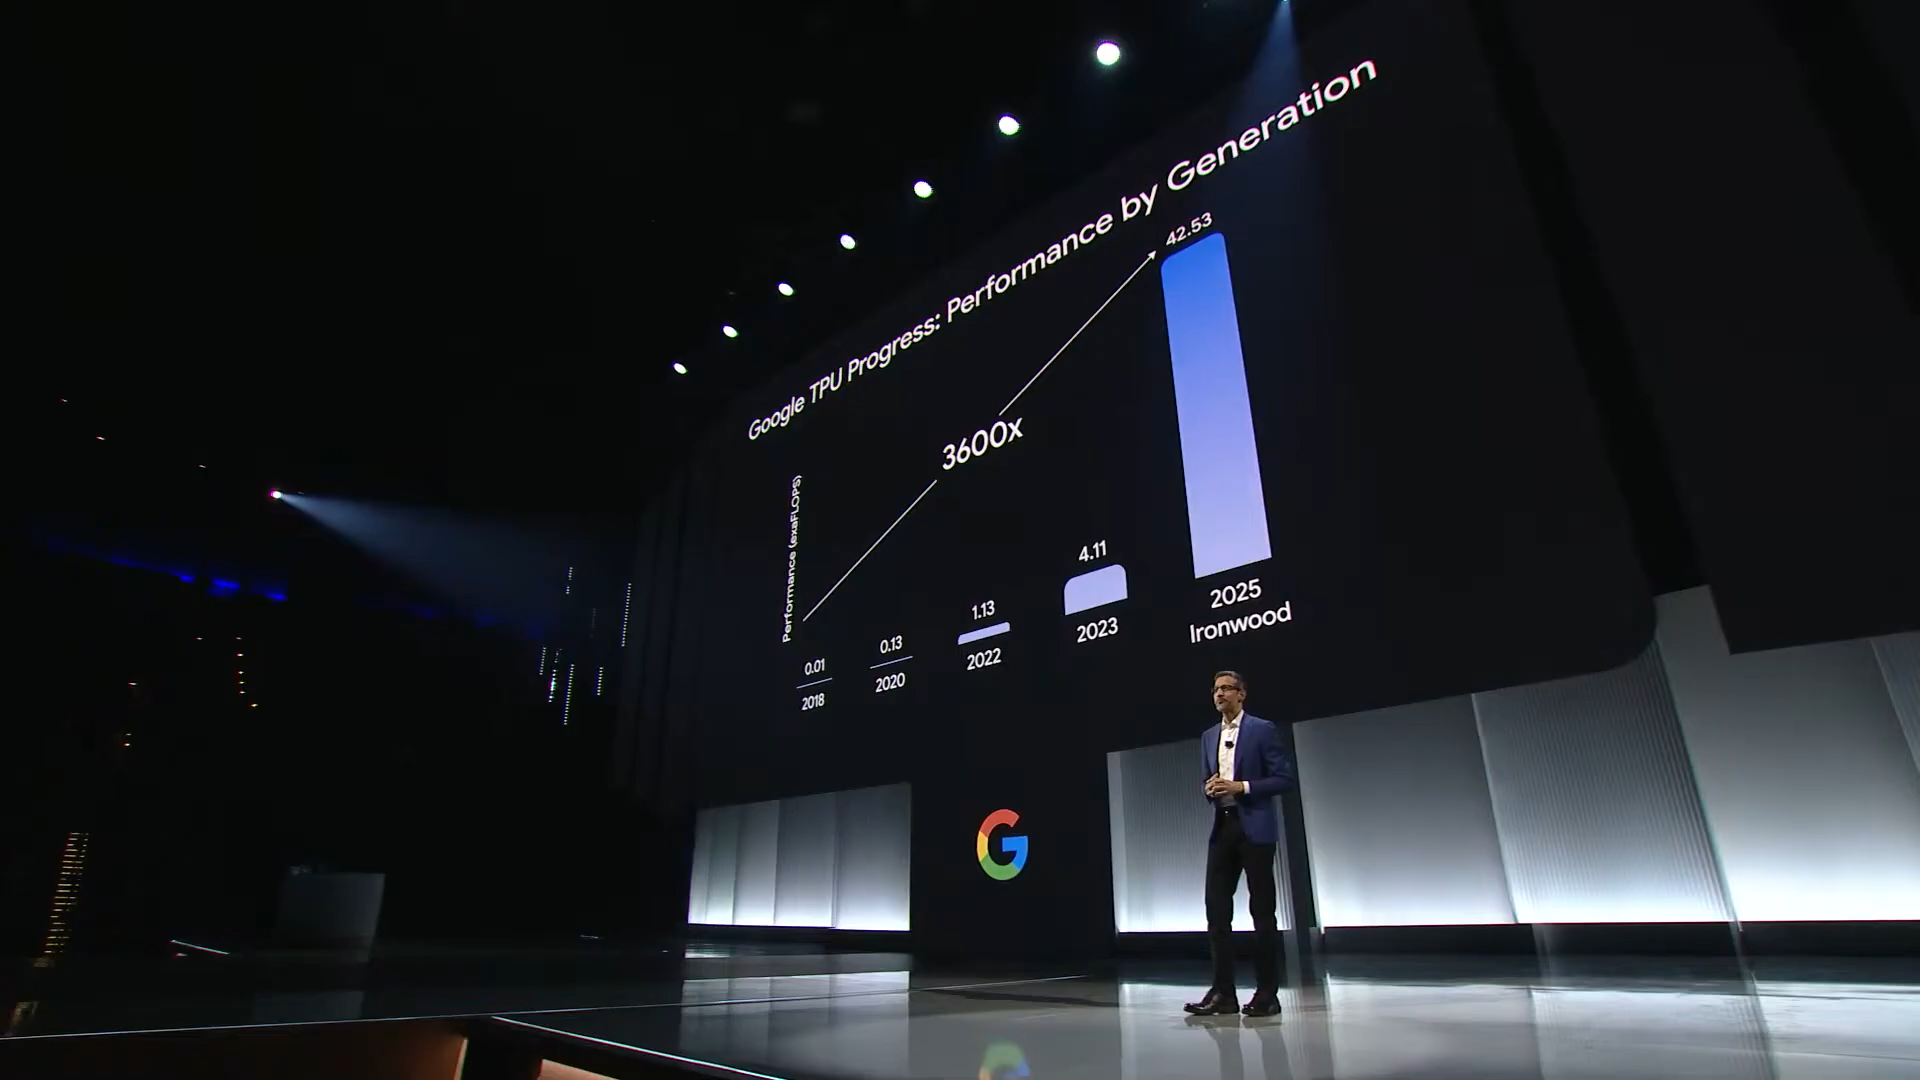 Google TPU Progress: Performance by Generation
Performance (exaFLOPS)
3600x
0.01
2018
0.13
2020
1.13
2022
4.11
2023
42.53
2025
Ironwood
G